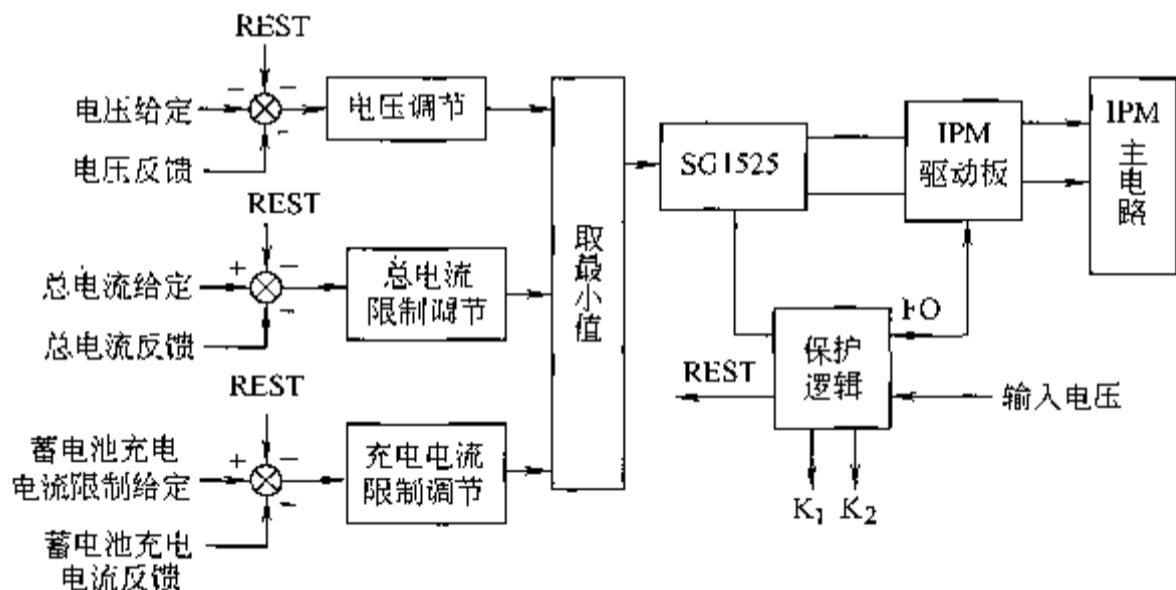 REST
电压给定
电压反馈
电压调节
REST
总电流给定
总电流反馈
总电流
限制调节
REST
蓄电池充电
电流限制给定
蓄电池充电
电流反馈
充电电流
限制调节
取最小值
SG1525
IPM
驱动板
IPM
主电路
FO
保护
逻辑
REST
输入电压
K1 K2